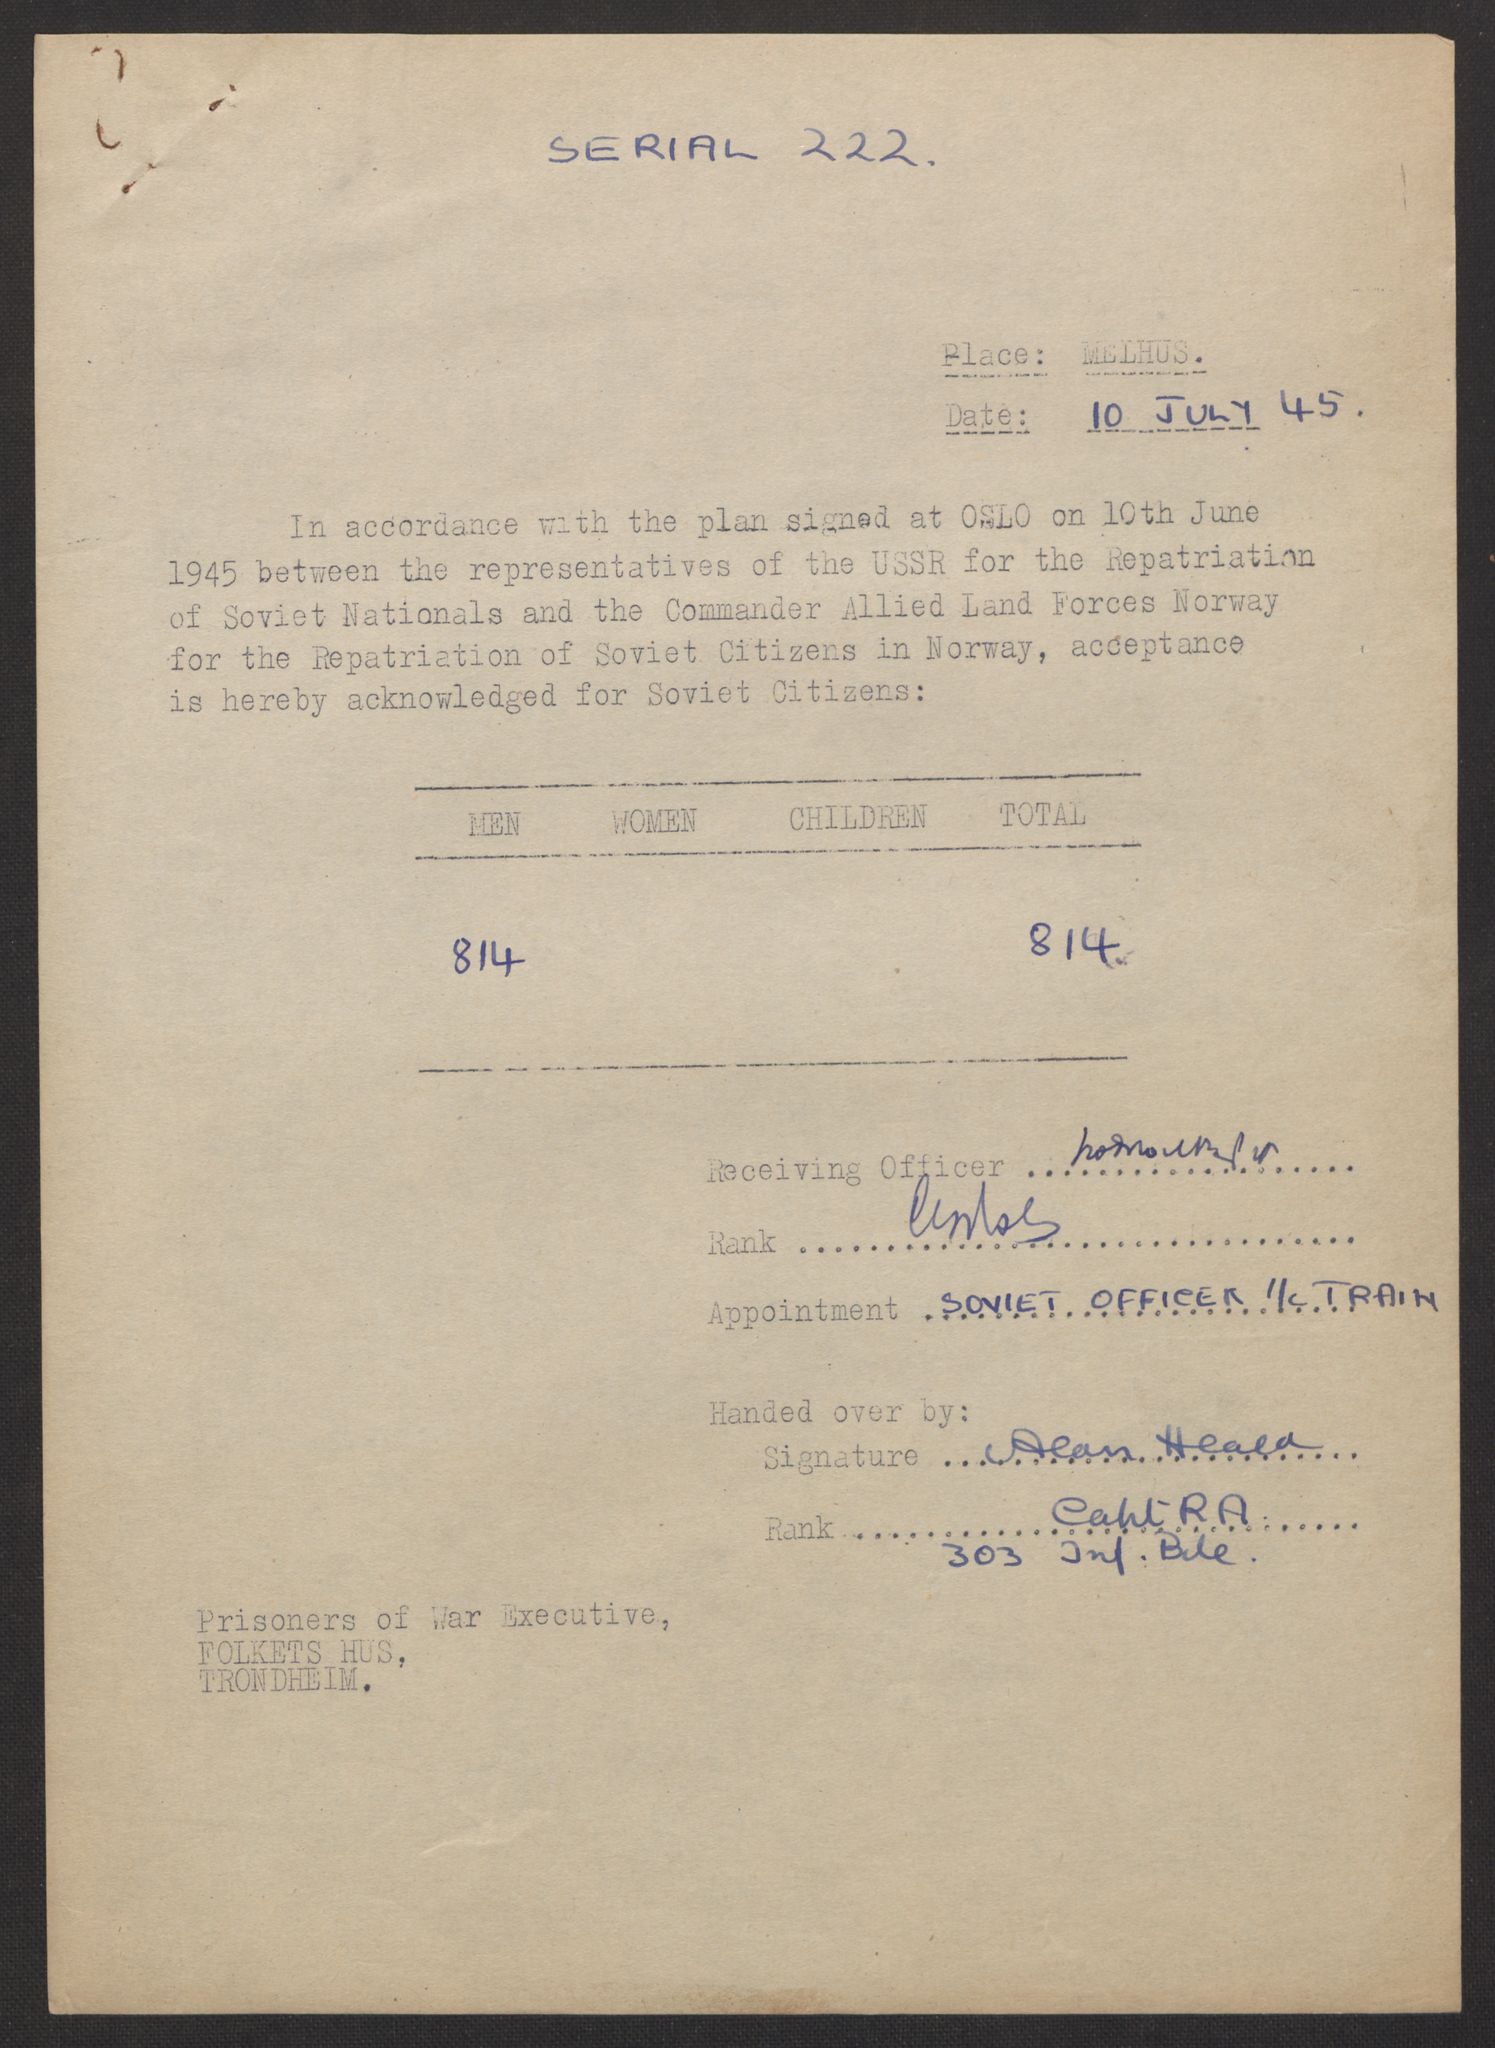 SERIAL 222.
Place: MELHUS.
Date: 10 JULY 45.
In accordance with the plan signed at OSLO on 10th June
1945 between the representatives of the USSR for the Repatriation
of Soviet Nationals and the Commander Allied Land Forces Norway
for the Repatriation of Soviet Citizens in Norway, acceptance
is hereby acknowledged for Soviet Citizens:
MEN WOMEN CHILDREN TOTAL
814 814.
Receiving Officer
Rank
Appointment SOVIET OFFICER I/C TRAIN
Handed over by:
Signature Alan Heald
Rank Capt RA.
303 Inf. Bde.
Prisoners of War Executive,
FOLKETS HUS,
TRONDHEIM.